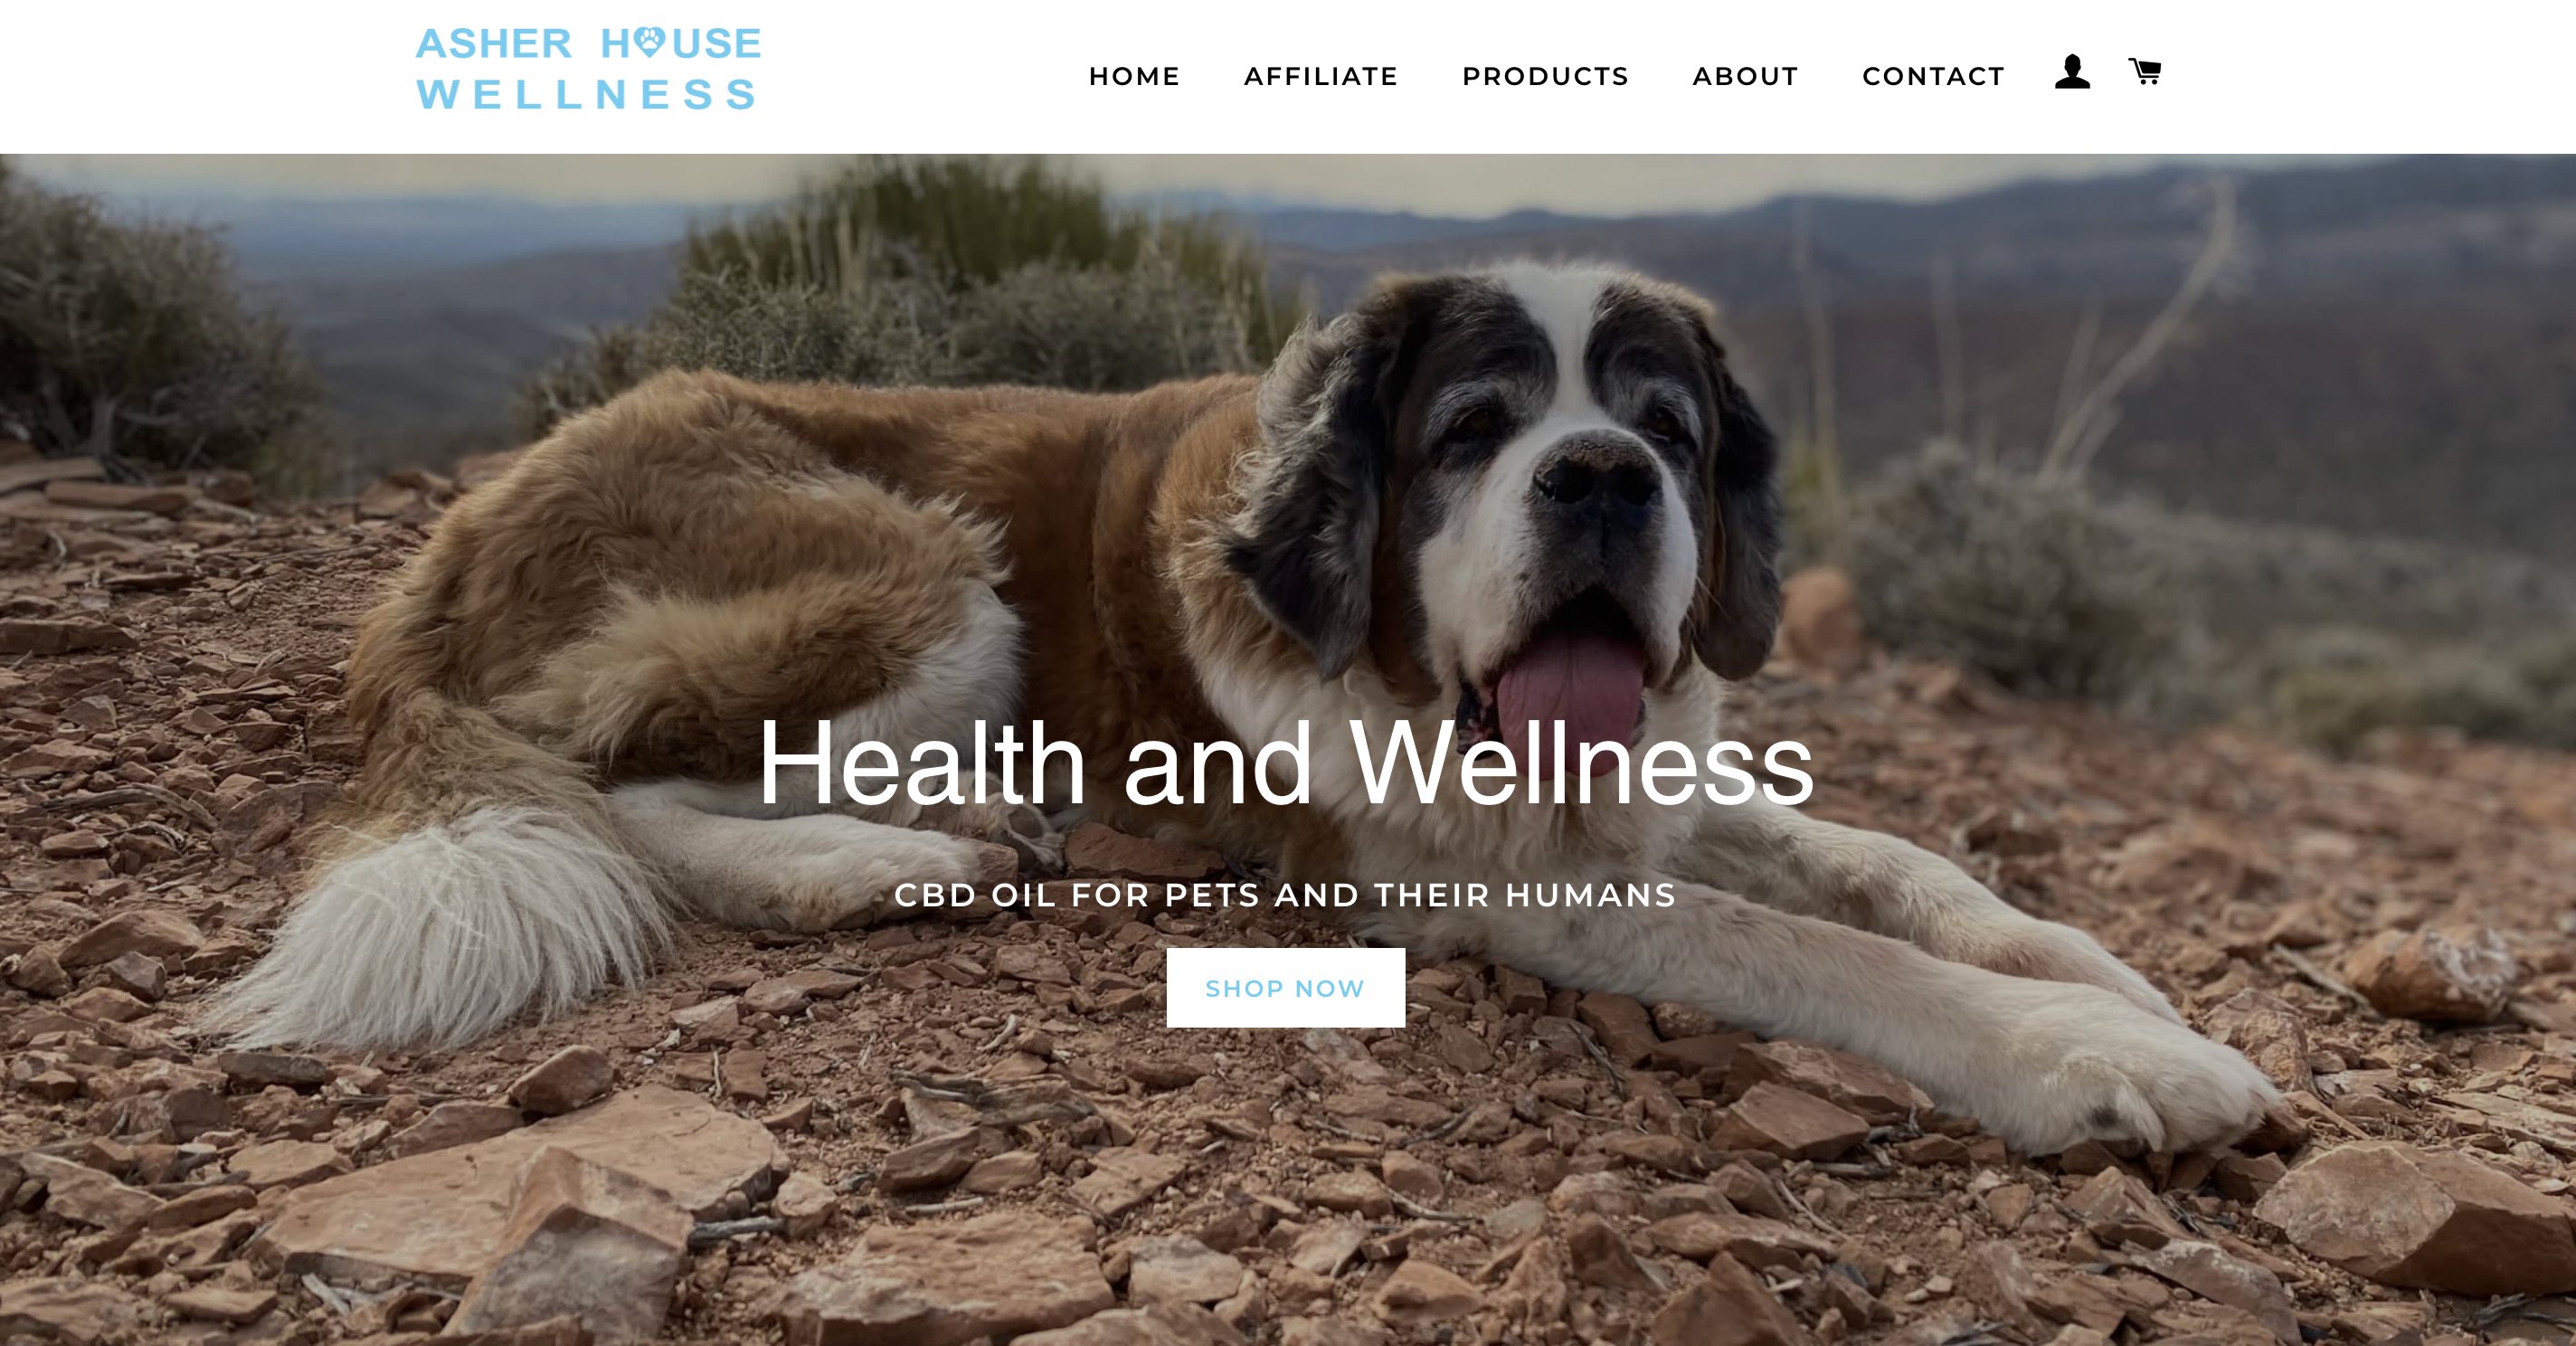 ASHER HOUSE
WELLNESS
HOME AFFILIATE PRODUCTS ABOUT CONTACT
Health and Wellness
CBD OIL FOR PETS AND THEIR HUMANS
SHOP NOW